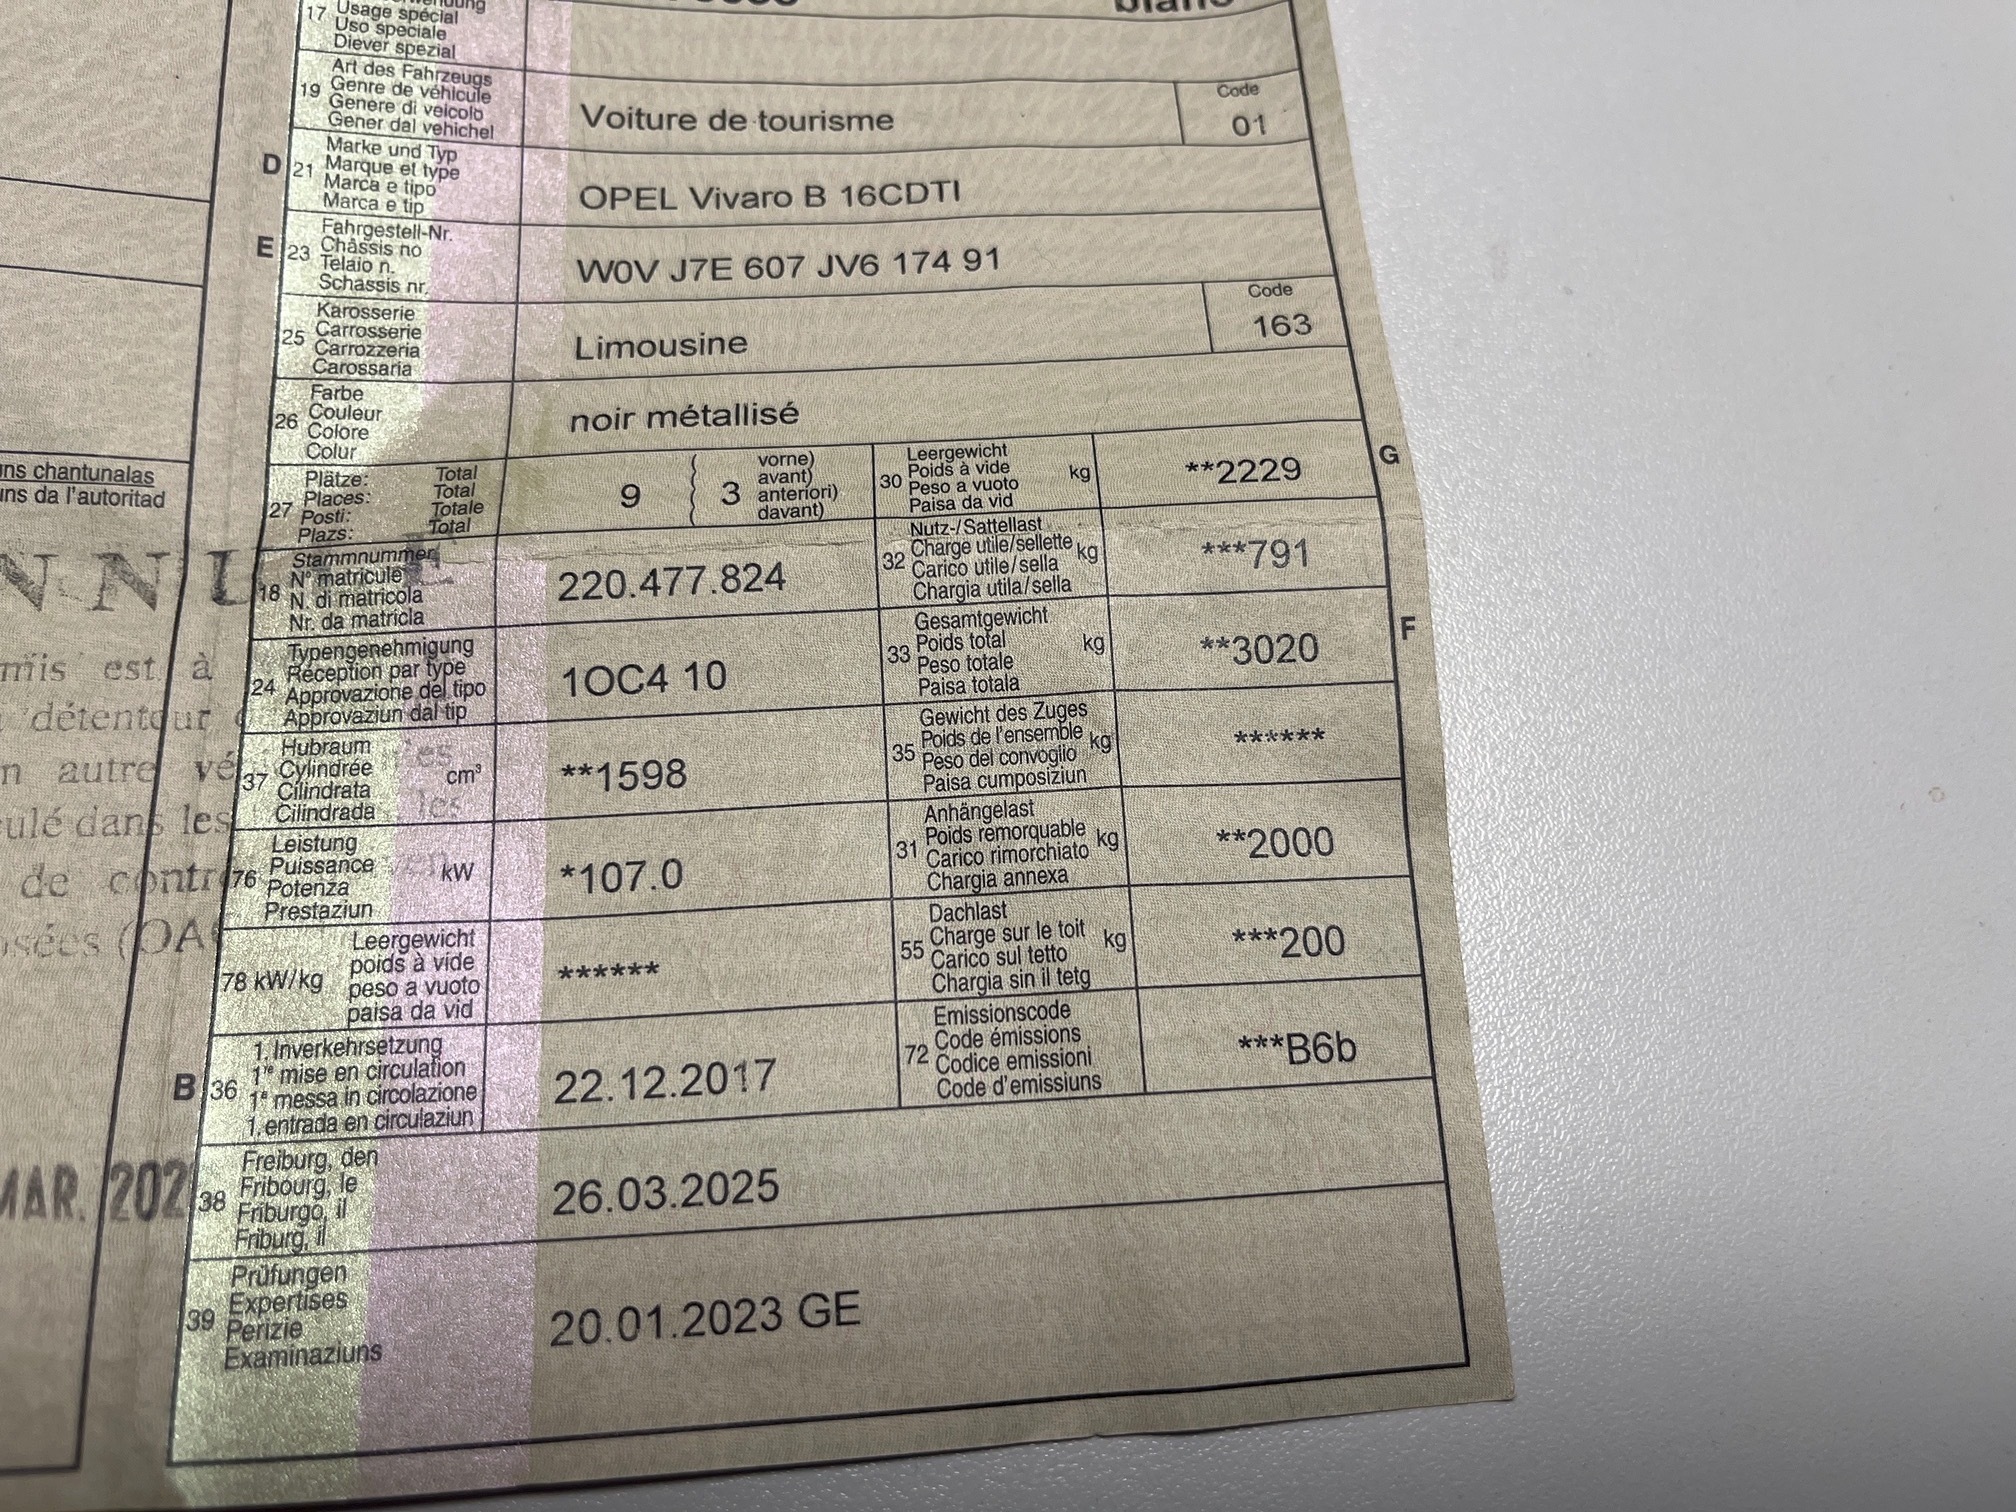 17 Usage spécial
Uso speciale
Diever spezial
19 Art des Fahrzeugs
Genre de véhicule
Genere di veicolo
Gener dal vehichel
Voiture de tourisme
Code
01
D 21 Marke und Typ
Marque et type
Marca e tipo
Marca e tip
OPEL Vivaro B 16CDTI
E 23 Fahrgestell-Nr.
Châssis no
Telaio n.
Schassis nr.
W0V J7E 607 JV6 174 91
25 Karosserie
Carrosserie
Carrozzeria
Carossaria
Limousine
Code
163
26 Farbe
Couleur
Colore
Colur
noir métallisé
27 Plätze: Total
Places: Total
Posti: Totale
Plazs: Total
9 ( 3 vorne)
avant)
anteriori)
davant)
30 Leergewicht
Poids à vide
Peso a vuoto
Paisa da vid
kg
**2229
G
18 Stammnummer
N° matricule
N. di matricola
Nr. da matricla
220.477.824
32 Nutz-/Sattellast
Charge utile/sellette
Carico utile/sella
Chargia utila/sella
kg
***791
24 Typengenehmigung
Réception par type
Approvazione del tipo
Approvaziun dal tip
1OC4 10
33 Gesamtgewicht
Poids total
Peso totale
Paisa totala
kg
**3020
F
37 Hubraum
Cylindrée
Cilindrata
Cilindrada
cm³
**1598
35 Gewicht des Zuges
Poids de l'ensemble
Peso del convoglio
Paisa cumposiziun
kg
******
76 Leistung
Puissance
Potenza
Prestaziun
kW
*107.0
31 Anhängelast
Poids remorquable
Carico rimorchiato
Chargia annexa
kg
**2000
78 kW/kg
Leergewicht
poids à vide
peso a vuoto
paisa da vid
******
55 Dachlast
Charge sur le toit
Carico sul tetto
Chargia sin il tetg
kg
***200
B 36 1. Inverkehrsetzung
1re mise en circulation
1a messa in circolazione
1. entrada en circulaziun
22.12.2017
72 Emissionscode
Code émissions
Codice emissioni
Code d'emissiuns
***B6b
38 Freiburg, den
Fribourg, le
Friburgo, il
Friburg, il
26.03.2025
39 Prüfungen
Expertises
Perizie
Examinaziuns
20.01.2023 GE
chantunalas
da l'autoritad
est à
détenteur
autre
dans les
de
MAR. 202